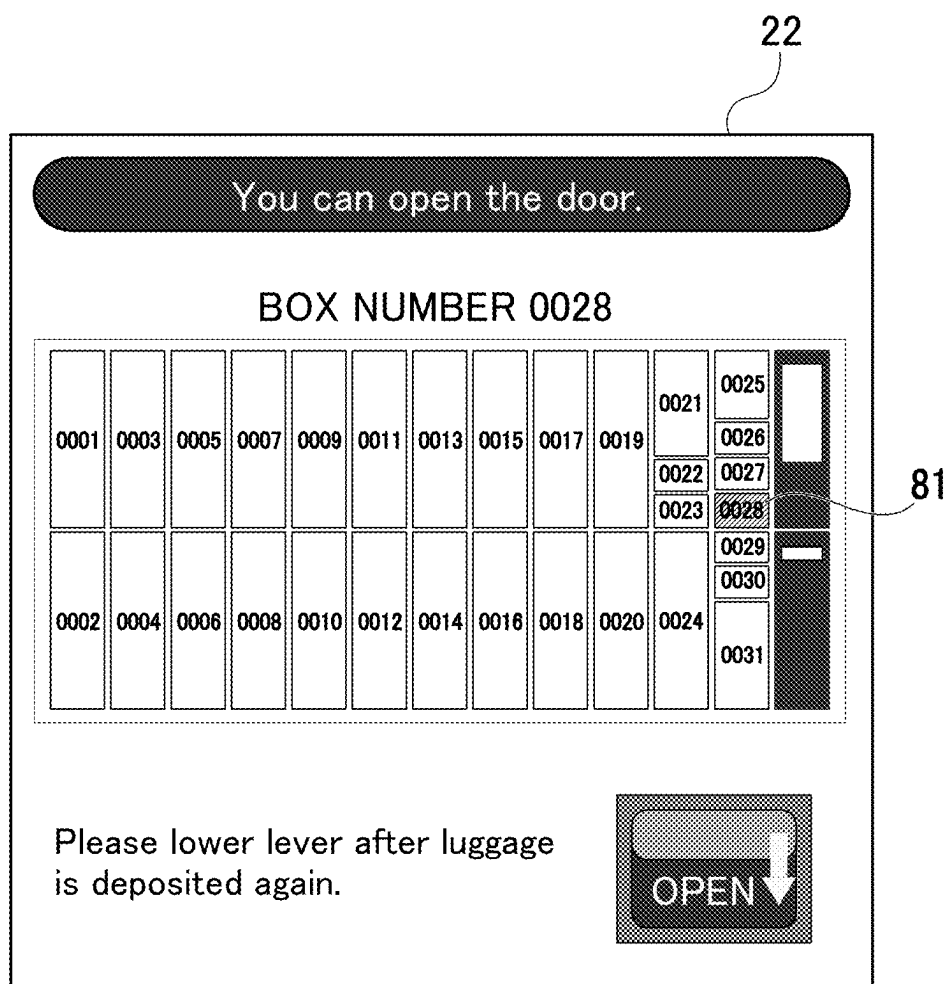 22
You can open the door.
BOX NUMBER 0028
0025
0021
0001 0003 0005 0007 0009 0011 0013 0015 0017 0019
0026
0022 0027
81
0023 0028
0029
0030
0002 0004 0006 0008 0010 0012 0014 0016 0018 0020 0024
0031
Please lower lever after luggage
is deposited again.
OPEN